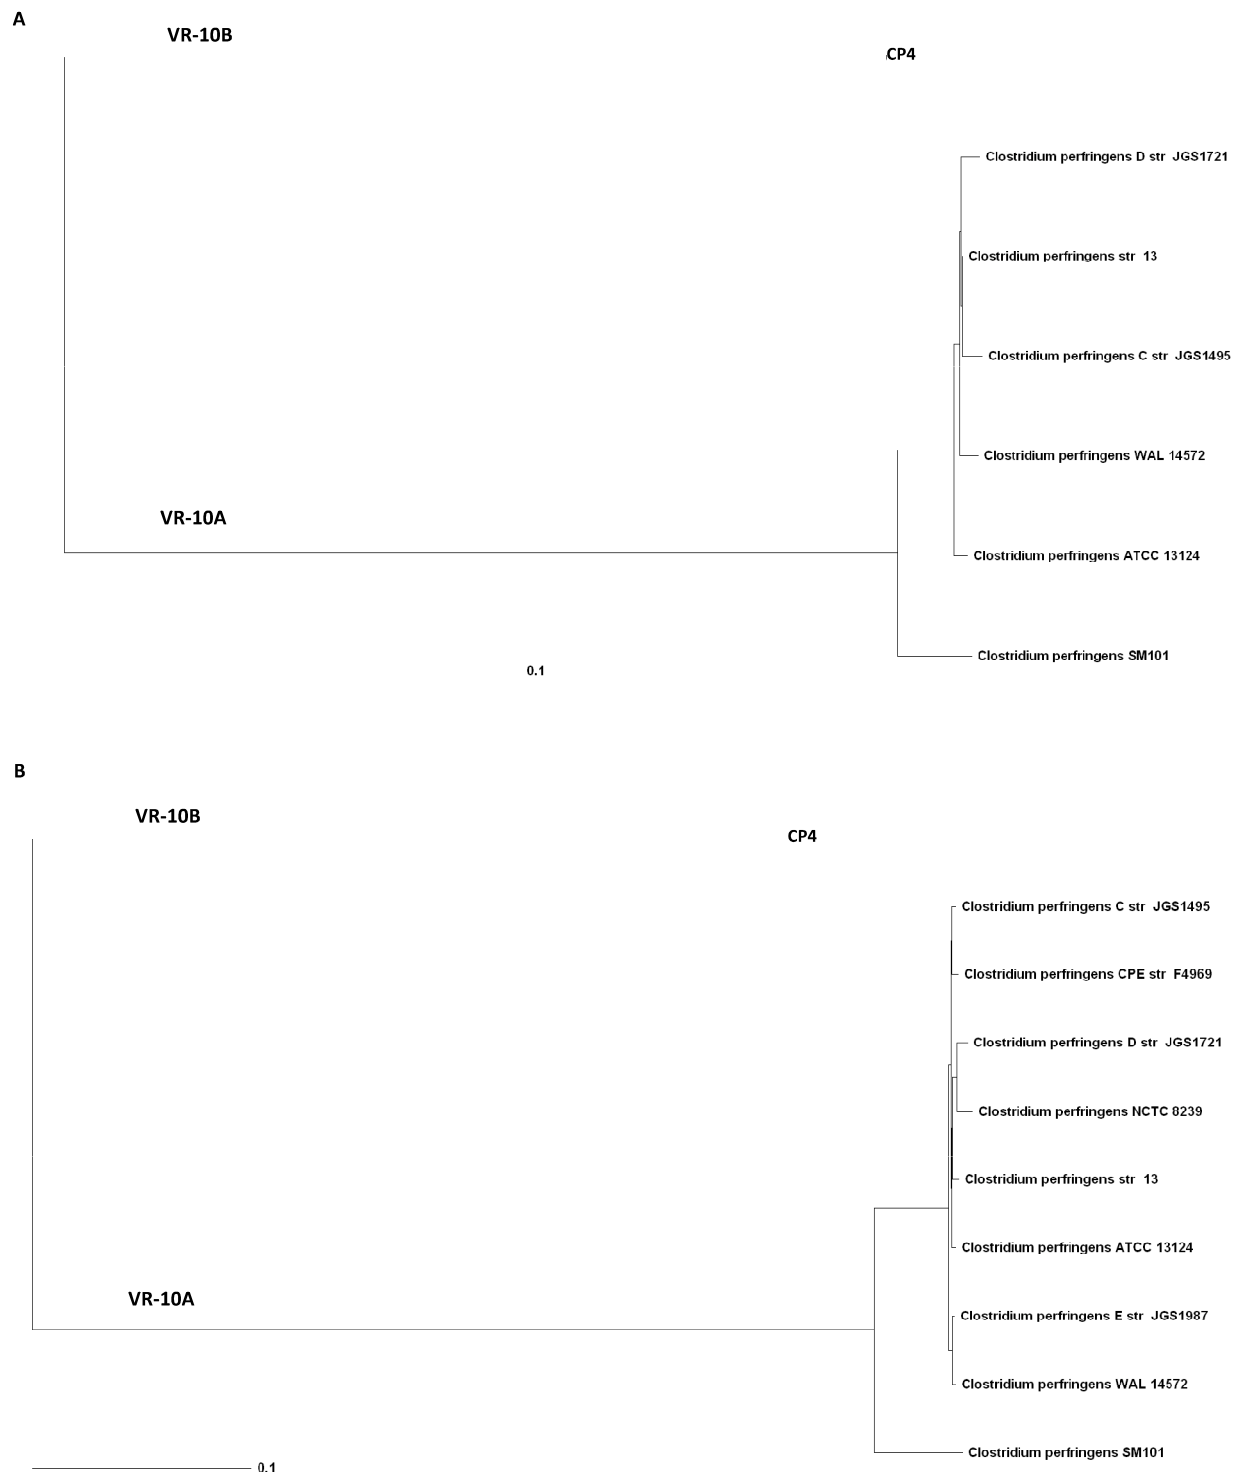 A
VR-10B
CP4
Clostridium perfringens D str JGS1721
Clostridium perfringens str 13
Clostridium perfringens C str JGS1495
Clostridium perfringens WAL 14572
VR-10A
Clostridium perfringens ATCC 13124
Clostridium perfringens SM101
0.1
B
VR-10B
CP4
Clostridium perfringens C str JGS1495
Clostridium perfringens CPE str F4969
Clostridium perfringens D str JGS1721
Clostridium perfringens NCTC 8239
Clostridium perfringens str 13
Clostridium perfringens ATCC 13124
VR-10A
Clostridium perfringens E str JGS1987
Clostridium perfringens WAL 14572
Clostridium perfringens SM101
0.1